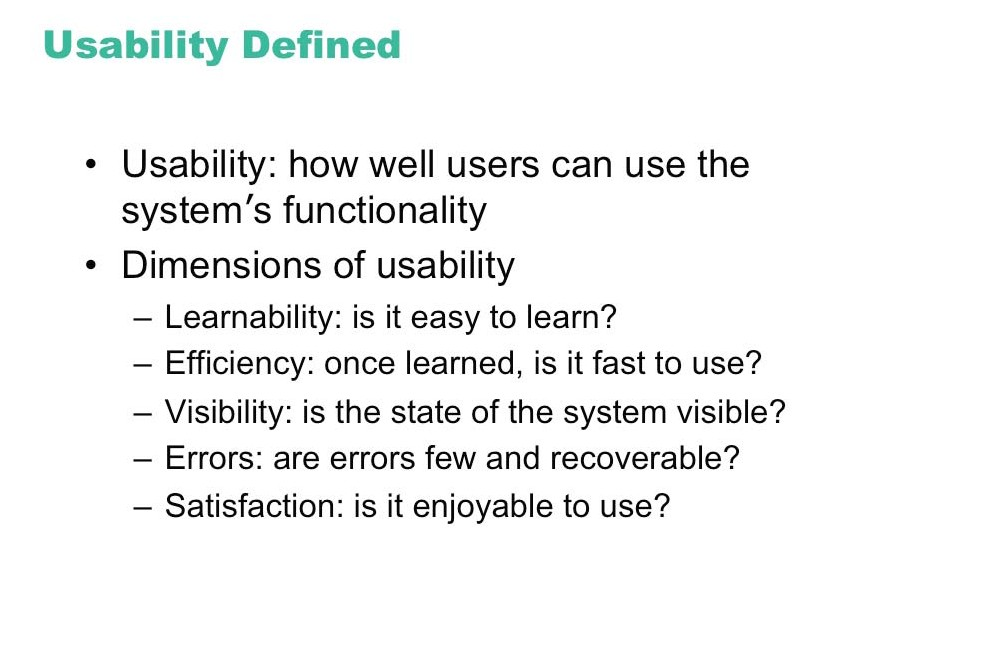 Usability Defined
• Usability: how well users can use the
system′s functionality
• Dimensions of usability
– Learnability: is it easy to learn?
– Efficiency: once learned, is it fast to use?
– Visibility: is the state of the system visible?
– Errors: are errors few and recoverable?
– Satisfaction: is it enjoyable to use?